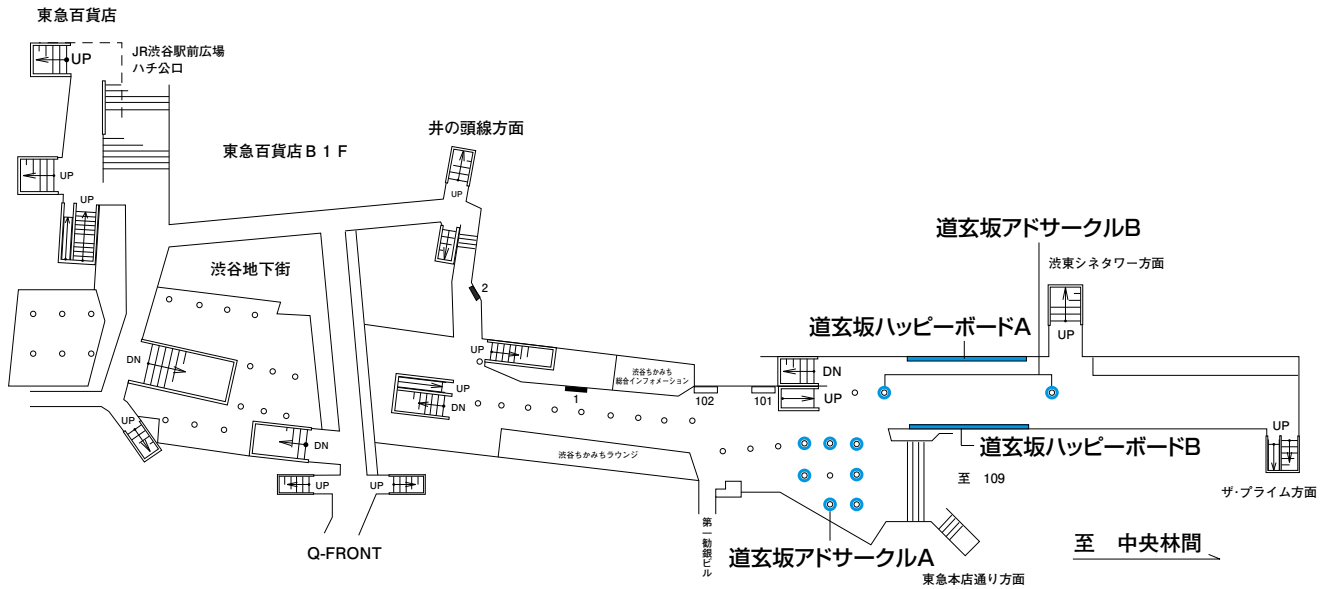 東急百貨店
JR渋谷駅前広場
ハチ公口
UP
東急百貨店B1F
井の頭線方面
UP
UP
UP
渋谷地下街
2
道玄坂アドサークルB
渋東シネタワー方面
道玄坂ハッピーボードA
UP
DN
UP
渋谷ちかみち
総合インフォメーション
DN
UP
DN
1
102
101
UP
UP
DN
渋谷ちかみちラウンジ
道玄坂ハッピーボードB
UP
至 109
ザ・プライム方面
UP
UP
第一勧銀ビル
Q-FRONT
道玄坂アドサークルA
至 中央林間
東急本店通り方面